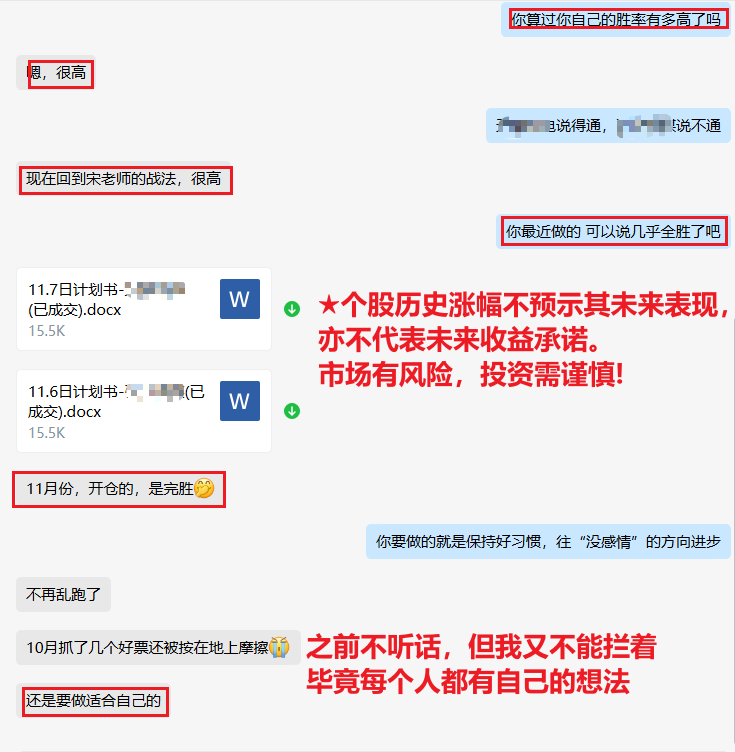 你算过你自己的胜率有多高了吗
嗯，很高
说得通，
说不通
现在回到宋老师的战法，很高
你最近做的 可以说几乎全胜了吧
11.7日计划书-
(已成交).docx
15.5K
W
★个股历史涨幅不预示其未来表现，
亦不代表未来收益承诺。
市场有风险，投资需谨慎!
11.6日计划书-
(已
成交).docx
15.5K
W
11月份，开仓的，是完胜
你要做的就是保持好习惯，往“没感情”的方向进步
不再乱跑了
10月抓了几个好票还被按在地上摩擦
之前不听话，但我又不能拦着
毕竟每个人都有自己的想法
还是要做适合自己的